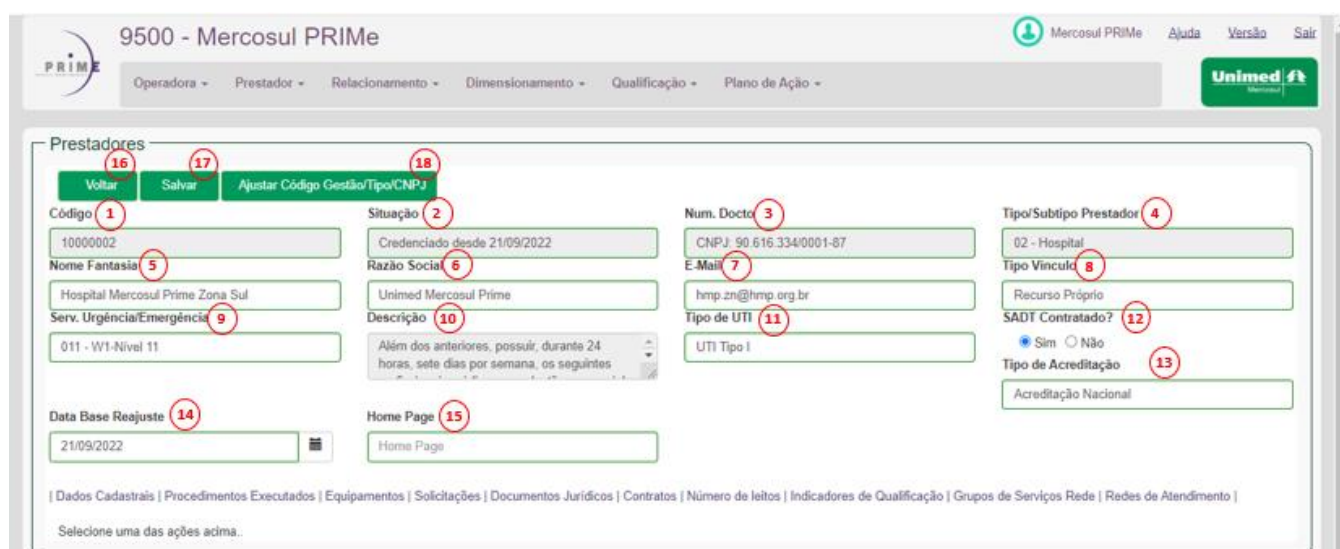 9500 - Mercosul PRIMe
Mercosul PRIMe Ajuda Versão Sair
PRIME
Operadora Prestador Relacionamento Dimensionamento Qualificação Plano de Ação
Unimed
Mercosul
Prestadores
16 17 18
Voltar Salvar Ajustar Código Gestão/Tipo/CNPJ
Código 1 Situação 2 Num. Docto 3 Tipo/Subtipo Prestador 4
10000002 Credenciado desde 21/09/2022 CNPJ: 90.616.334/0001-87 02 - Hospital
Nome Fantasia 5 Razão Social 6 E-Mail 7 Tipo Vinculo 8
Hospital Mercosul Prime Zona Sul Unimed Mercosul Prime hmp.zn@hmp.org.br Recurso Próprio
Serv. Urgência/Emergência 9 Descrição 10 Tipo de UTI 11 SADT Contratado? 12
011 - W1-Nível 11 Além dos anteriores, possuir, durante 24 UTI Tipo I Sim Não
horas, sete dias por semana, os seguintes
Tipo de Acreditação 13
Acreditação Nacional
Data Base Reajuste 14 Home Page 15
21/09/2022 Home Page
| Dados Cadastrais | Procedimentos Executados | Equipamentos | Solicitações | Documentos Jurídicos | Contratos | Número de leitos | Indicadores de Qualificação | Grupos de Serviços Rede | Redes de Atendimento |
Selecione uma das ações acima..